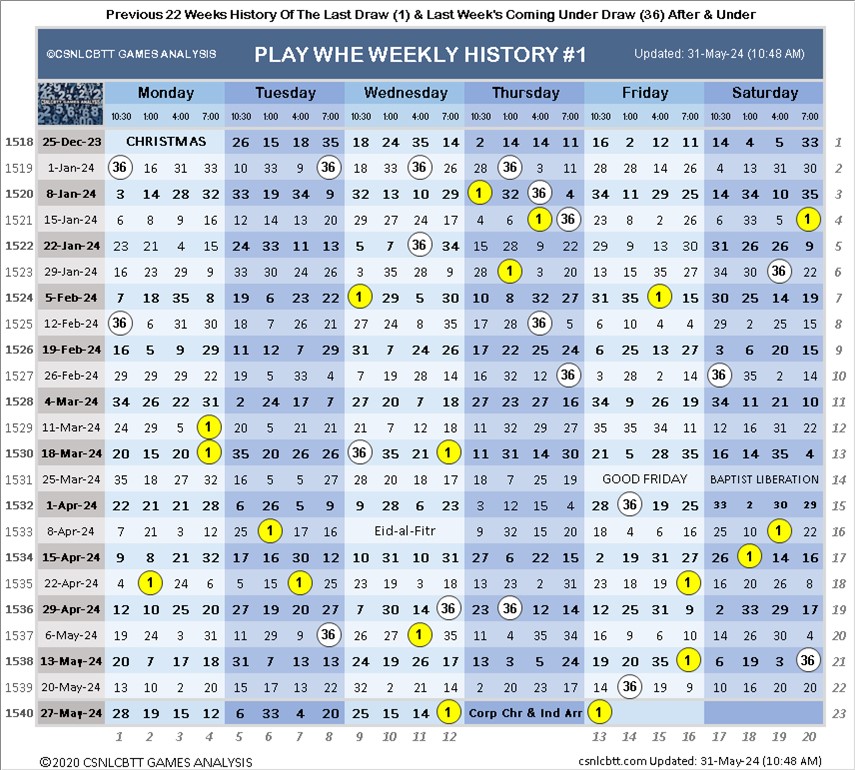 Previous 22 Weeks History Of The Last Draw (1) & Last Week's Coming Under Draw (36) After & Under
©CSNLCBTT GAMES ANALYSIS PLAY WHE WEEKLY HISTORY #1 Updated: 31-May-24 (10:48 AM)
Monday Tuesday Wednesday Thursday Friday Saturday
10:30 1:00 4:00 7:00 10:30 1:00 4:00 7:00 10:30 1:00 4:00 7:00 10:30 1:00 4:00 7:00 10:30 1:00 4:00 7:00 10:30 1:00 4:00 7:00
1518 25-Dec-23 CHRISTMAS 26 15 18 35 18 24 35 14 2 14 14 11 16 2 12 11 14 4 5 33 1
1519 1-Jan-24 36 16 31 33 10 33 9 36 18 33 36 26 28 36 3 11 28 28 26 28 4 13 31 30 2
1520 8-Jan-24 3 14 28 32 33 19 34 9 32 13 10 29 1 32 36 4 34 11 29 25 14 34 10 35 3
1521 15-Jan-24 6 8 9 16 12 14 13 20 29 27 24 17 4 6 1 36 23 8 2 26 6 33 5 1 4
1522 22-Jan-24 23 21 4 15 24 33 11 13 5 7 36 34 15 28 9 22 29 9 13 30 31 26 26 9 5
1523 29-Jan-24 16 23 29 9 33 30 24 26 3 35 28 9 28 1 3 20 13 15 35 27 34 30 36 22 6
1524 5-Feb-24 7 18 35 8 19 6 23 22 1 29 5 30 10 8 32 27 31 35 1 15 30 25 14 19 7
1525 12-Feb-24 36 6 31 30 18 7 26 21 27 24 8 35 17 28 36 5 6 10 4 4 29 2 25 15 8
1526 19-Feb-24 16 5 9 29 11 12 7 29 31 7 24 26 17 22 25 24 6 25 13 27 3 6 20 15 9
1527 26-Feb-24 29 29 29 22 19 5 33 4 7 19 28 14 16 32 12 36 3 28 2 14 36 35 2 14 10
1528 4-Mar-24 34 26 22 31 2 24 17 7 27 20 7 18 27 23 27 16 34 9 26 19 34 11 21 10 11
1529 11-Mar-24 24 29 5 1 20 5 21 21 21 7 12 18 11 32 29 27 35 35 34 11 12 16 31 22 12
1530 18-Mar-24 20 15 20 1 35 20 26 26 36 21 18 1 11 31 14 30 21 5 28 35 16 14 35 4 13
1531 25-Mar-24 35 18 27 32 16 5 5 27 28 20 18 17 18 7 25 19 GOOD FRIDAY BAPTIST LIBERATION 14
1532 1-Apr-24 22 21 21 28 6 26 5 9 9 28 6 23 3 12 15 4 28 36 19 25 33 2 30 29 15
1533 8-Apr-24 7 21 3 12 25 1 17 16 Eid-al-Fitr 9 32 15 20 18 4 6 16 25 10 1 22 16
1534 15-Apr-24 9 8 21 32 17 16 30 12 10 31 10 31 27 6 22 15 2 19 31 27 26 1 14 16 17
1535 22-Apr-24 4 2 24 6 5 15 1 7 23 19 3 18 13 23 2 31 23 18 19 1 16 20 26 8 18
1536 29-Apr-24 12 10 25 20 27 19 20 27 7 30 14 36 23 36 12 14 12 25 31 9 2 33 29 17 19
1537 6-May-24 19 24 3 31 11 29 9 36 26 27 1 35 11 4 35 34 16 9 6 10 14 26 30 4 20
1538 13-May-24 20 7 17 18 31 7 13 13 24 19 26 17 13 3 5 24 19 20 35 1 6 19 3 36 21
1539 20-May-24 13 10 2 20 15 17 13 22 32 2 21 14 2 20 23 17 14 36 19 9 10 16 20 20 22
1540 27-May-24 28 19 15 12 6 33 4 20 25 15 14 1 Corp Chr & Ind Arr 1 23
1 2 3 4 5 6 7 8 9 10 11 12 13 14 15 16 17 18 19 20
©2020 CSNLCBTT GAMES ANALYSIS csnlcbtt.com Updated: 31-May-24 (10:48 AM)